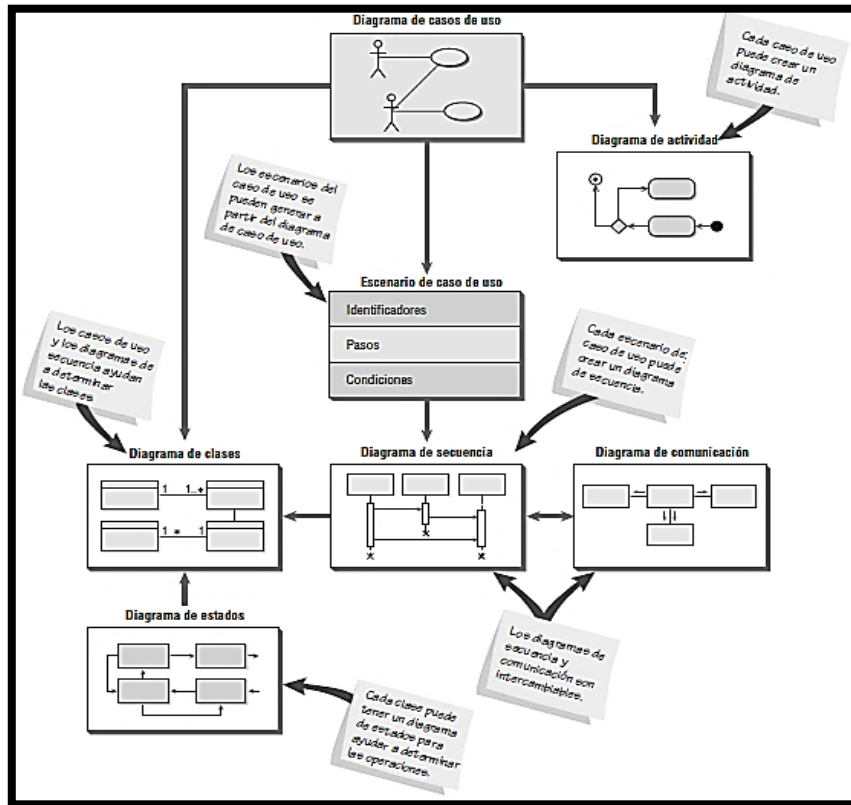 Diagrama de casos de uso
Cada caso de uso
puede crear un
diagrama de
actividad.
Diagrama de actividad
Los escenarios del
caso de uso se
pueden generar a
partir del diagrama
de caso de uso.
Escenario de caso de uso
Identificadores
Pasos
Condiciones
Los casos de uso
y los diagramas de
secuencia ayudan
a determinar
las clases.
Cada escenario de
caso de uso puede
crear un diagrama
de secuencia.
Diagrama de clases
1 1..*
1 * 1
Diagrama de secuencia
Diagrama de comunicación
Diagrama de estados
Los diagramas de
secuencia y
comunicación son
intercambiables.
Cada clase puede
tener un diagrama
de estados para
ayudar a determinar
las operaciones.